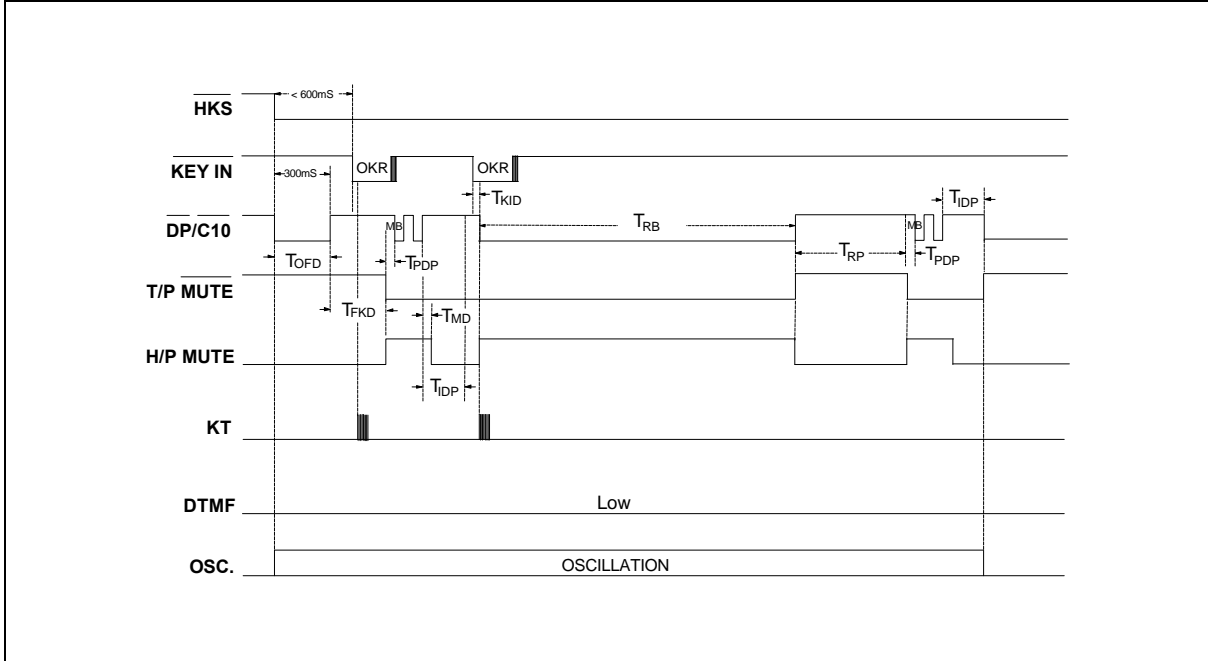 < 600mS
HKS
KEY IN
OKR
OKR
300mS
TKID
TIDP
DP/C10
MB
TRB
MB
TOFD
TPDP
TRP
TPDP
T/P MUTE
TFKD
TMD
H/P MUTE
TIDP
KT
DTMF
Low
OSC.
OSCILLATION